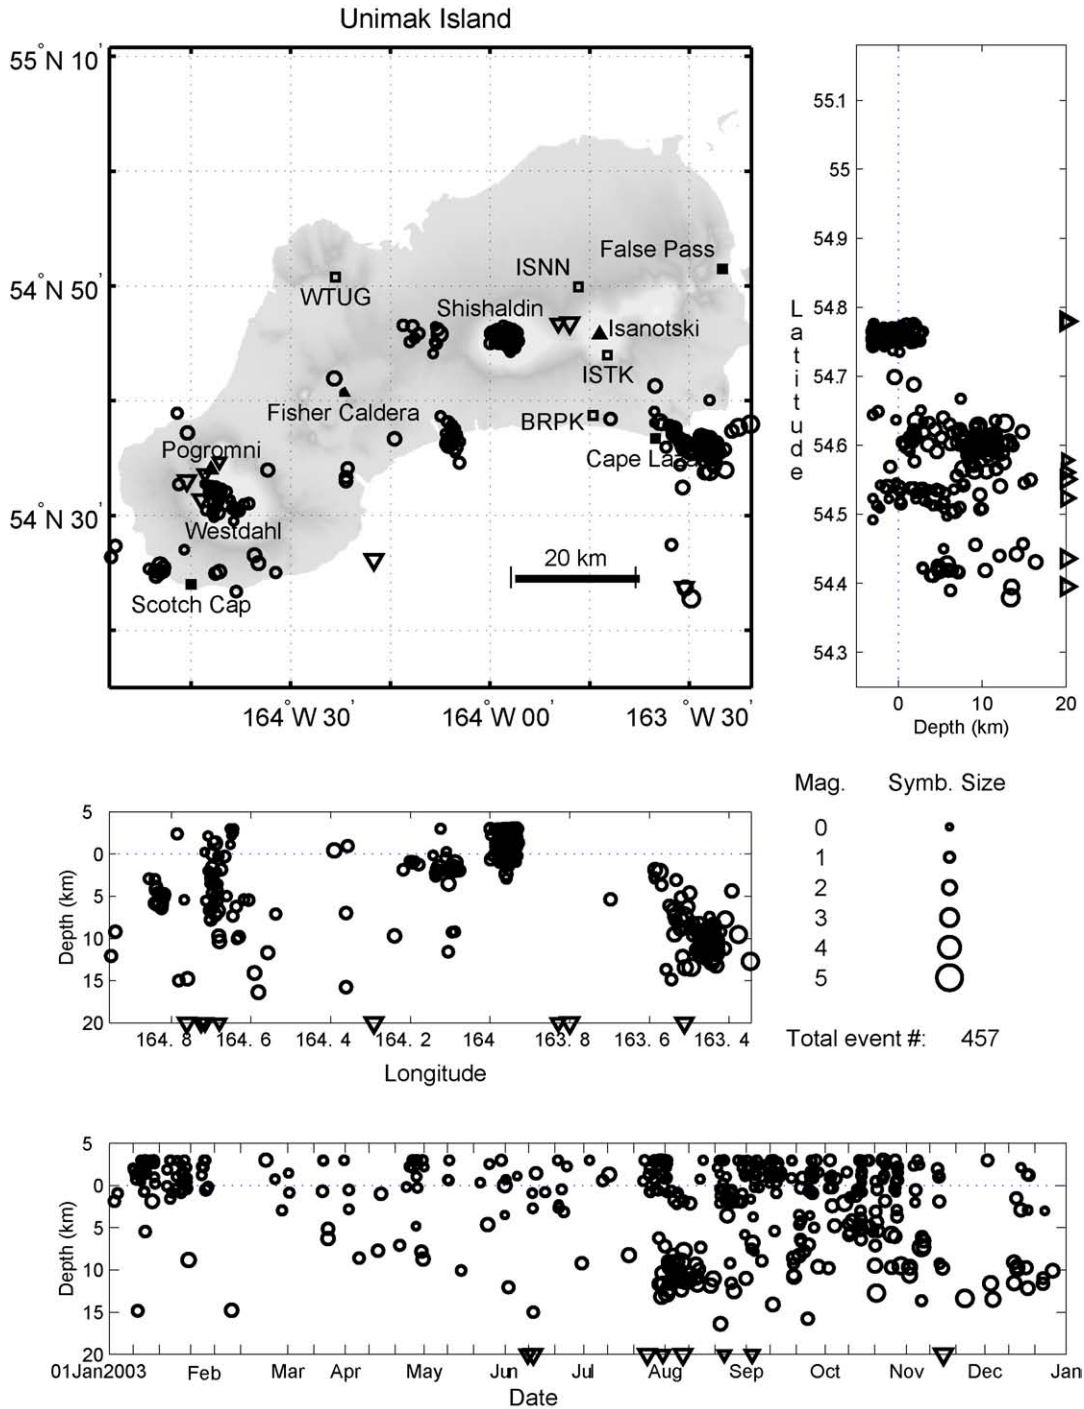 Unimak Island
55°N 10'
54°N 50'
54°N 30'
164°W 30'
164°W 00'
163°W 30'
False Pass
ISNN
WTUG
Shishaldin
Isanotski
ISTK
Fisher Caldera
BRPK
Pogromni
Cape Laza
Westdahl
20 km
Scotch Cap
Latitude
55.1
55
54.9
54.8
54.7
54.6
54.5
54.4
54.3
0 10 20
Depth (km)
Mag. Symb. Size
0
1
2
3
4
5
Total event #: 457
5
0
5
10
15
20
Depth (km)
164. 8 164. 6 164. 4 164. 2 164 163. 8 163. 6 163. 4
Longitude
5
0
5
10
15
20
Depth (km)
01Jan2003 Feb Mar Apr May Jun Jul Aug Sep Oct Nov Dec Jan
Date